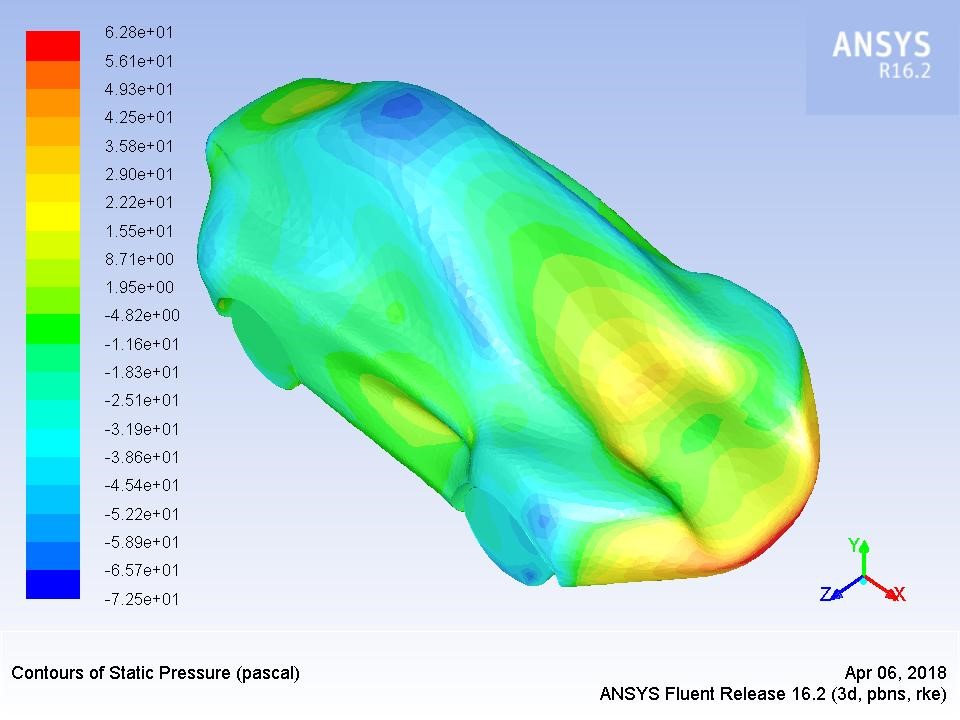 6.28e+01
5.61e+01
4.93e+01
4.25e+01
3.58e+01
2.90e+01
2.22e+01
1.55e+01
8.71e+00
1.95e+00
-4.82e+00
-1.16e+01
-1.83e+01
-2.51e+01
-3.19e+01
-3.86e+01
-4.54e+01
-5.22e+01
-5.89e+01
-6.57e+01
-7.25e+01
ANSYS
R16.2
Y
Z
X
Contours of Static Pressure (pascal)
Apr 06, 2018
ANSYS Fluent Release 16.2 (3d, pbns, rke)